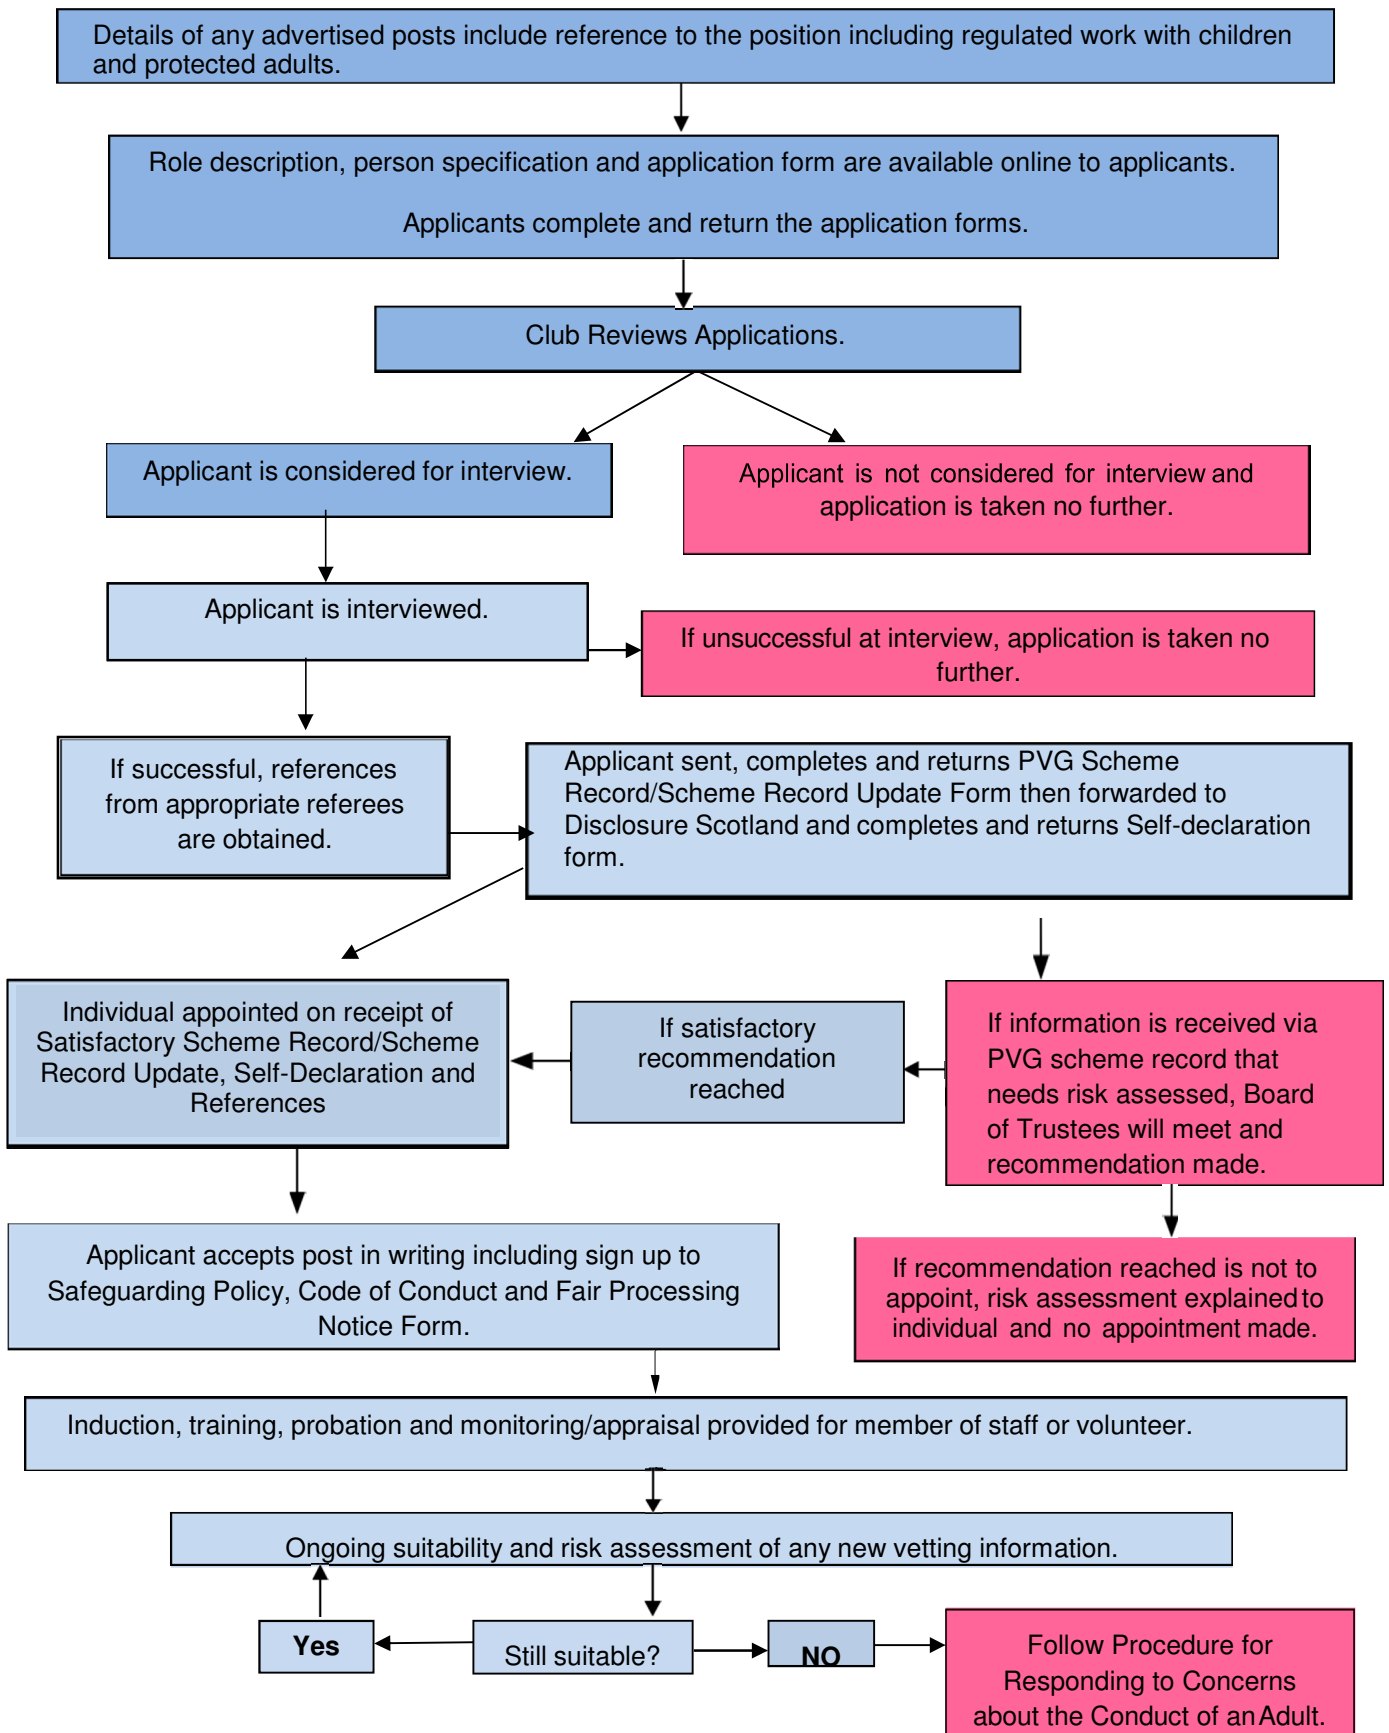 Details of any advertised posts include reference to the position including regulated work with children
and protected adults.
Role description, person specification and application form are available online to applicants.
Applicants complete and return the application forms.
Club Reviews Applications.
Applicant is considered for interview.
Applicant is not considered for interview and
application is taken no further.
Applicant is interviewed.
If unsuccessful at interview, application is taken no
further.
If successful, references
from appropriate referees
are obtained.
Applicant sent, completes and returns PVG Scheme
Record/Scheme Record Update Form then forwarded to
Disclosure Scotland and completes and returns Self-declaration
form.
Individual appointed on receipt of
Satisfactory Scheme Record/Scheme
Record Update, Self-Declaration and
References
If satisfactory
recommendation
reached
If information is received via
PVG scheme record that
needs risk assessed, Board
of Trustees will meet and
recommendation made.
Applicant accepts post in writing including sign up to
Safeguarding Policy, Code of Conduct and Fair Processing
Notice Form.
If recommendation reached is not to
appoint, risk assessment explained to
individual and no appointment made.
Induction, training, probation and monitoring/appraisal provided for member of staff or volunteer.
Ongoing suitability and risk assessment of any new vetting information.
Yes
Still suitable?
NO
Follow Procedure for
Responding to Concerns
about the Conduct of an Adult.